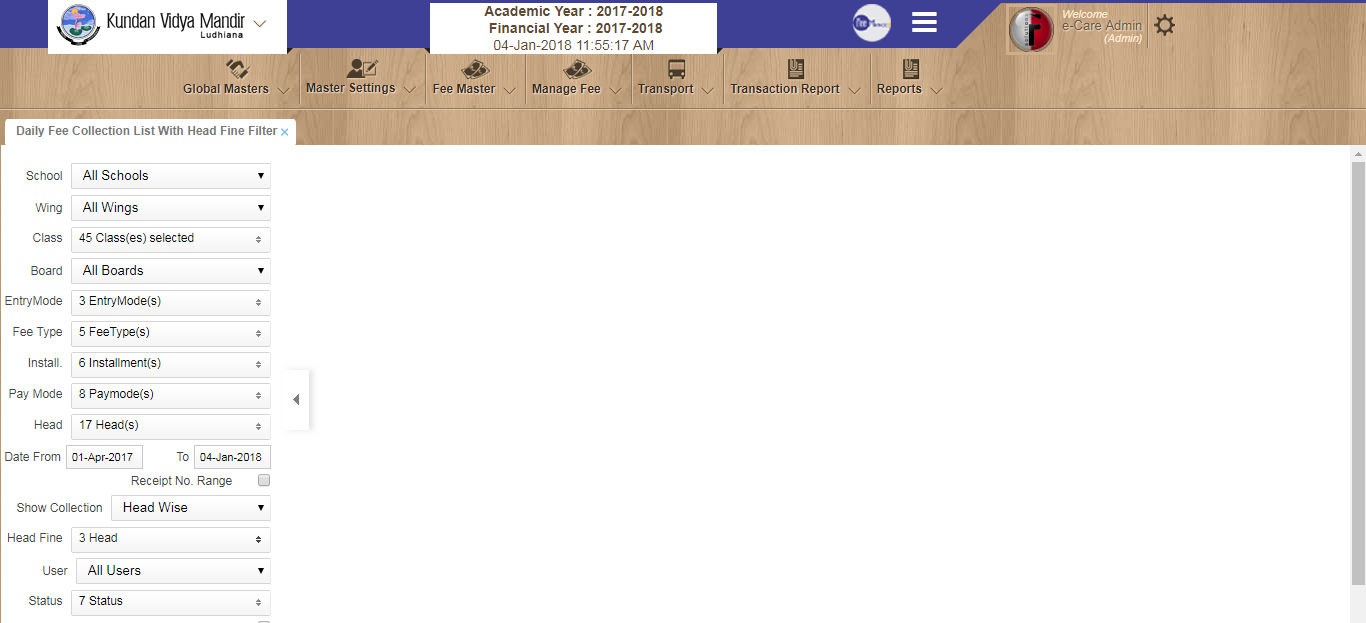 Kundan Vidya Mandir
Ludhiana
Academic Year : 2017-2018
Financial Year : 2017-2018
04-Jan-2018 11:55:17 AM
Welcome
e-Care Admin
(Admin)
Global Masters
Master Settings
Fee Master
Manage Fee
Transport
Transaction Report
Reports
Daily Fee Collection List With Head Fine Filter ×
School All Schools
Wing All Wings
Class 45 Class(es) selected
Board All Boards
EntryMode 3 EntryMode(s)
Fee Type 5 FeeType(s)
Install. 6 Installment(s)
Pay Mode 8 Paymode(s)
Head 17 Head(s)
Date From 01-Apr-2017 To 04-Jan-2018
Receipt No. Range
Show Collection Head Wise
Head Fine 3 Head
User All Users
Status 7 Status